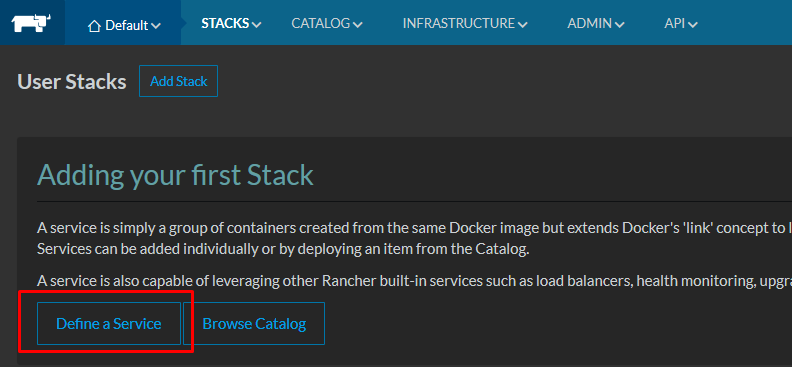 Default STACKS CATALOG INFRASTRUCTURE ADMIN API
User Stacks Add Stack
Adding your first Stack
A service is simply a group of containers created from the same Docker image but extends Docker's 'link' concept to
Services can be added individually or by deploying an item from the Catalog.
A service is also capable of leveraging other Rancher built-in services such as load balancers, health monitoring,
Define a Service Browse Catalog